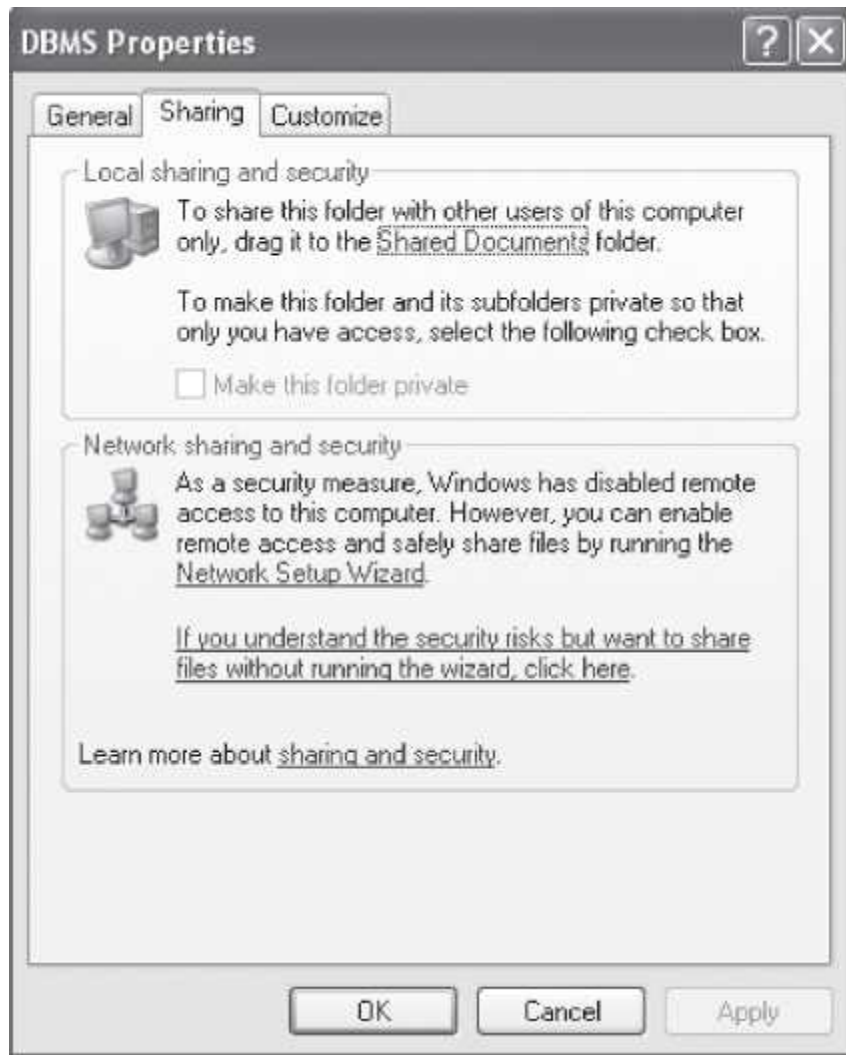 DBMS Properties
General Sharing Customize
Local sharing and security
To share this folder with other users of this computer
only, drag it to the Shared Documents folder.
To make this folder and its subfolders private so that
only you have access, select the following check box.
Make this folder private
Network sharing and security
As a security measure, Windows has disabled remote
access to this computer. However, you can enable
remote access and safely share files by running the
Network Setup Wizard.
If you understand the security risks but want to share
files without running the wizard, click here.
Learn more about sharing and security.
OK Cancel Apply